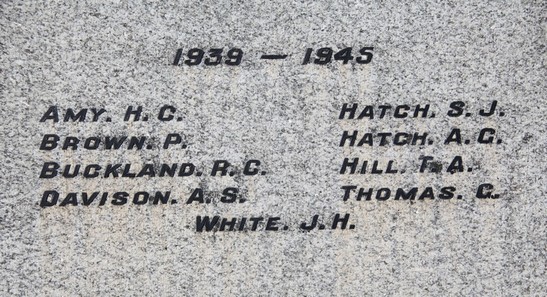 1939 — 1945
AMY. H. C.
BROWN. P.
BUCKLAND. R. C.
DAVISON. A. S.
HATCH. S. J.
HATCH. A. G.
HILL. T. A.
THOMAS. G.
WHITE. J. H.